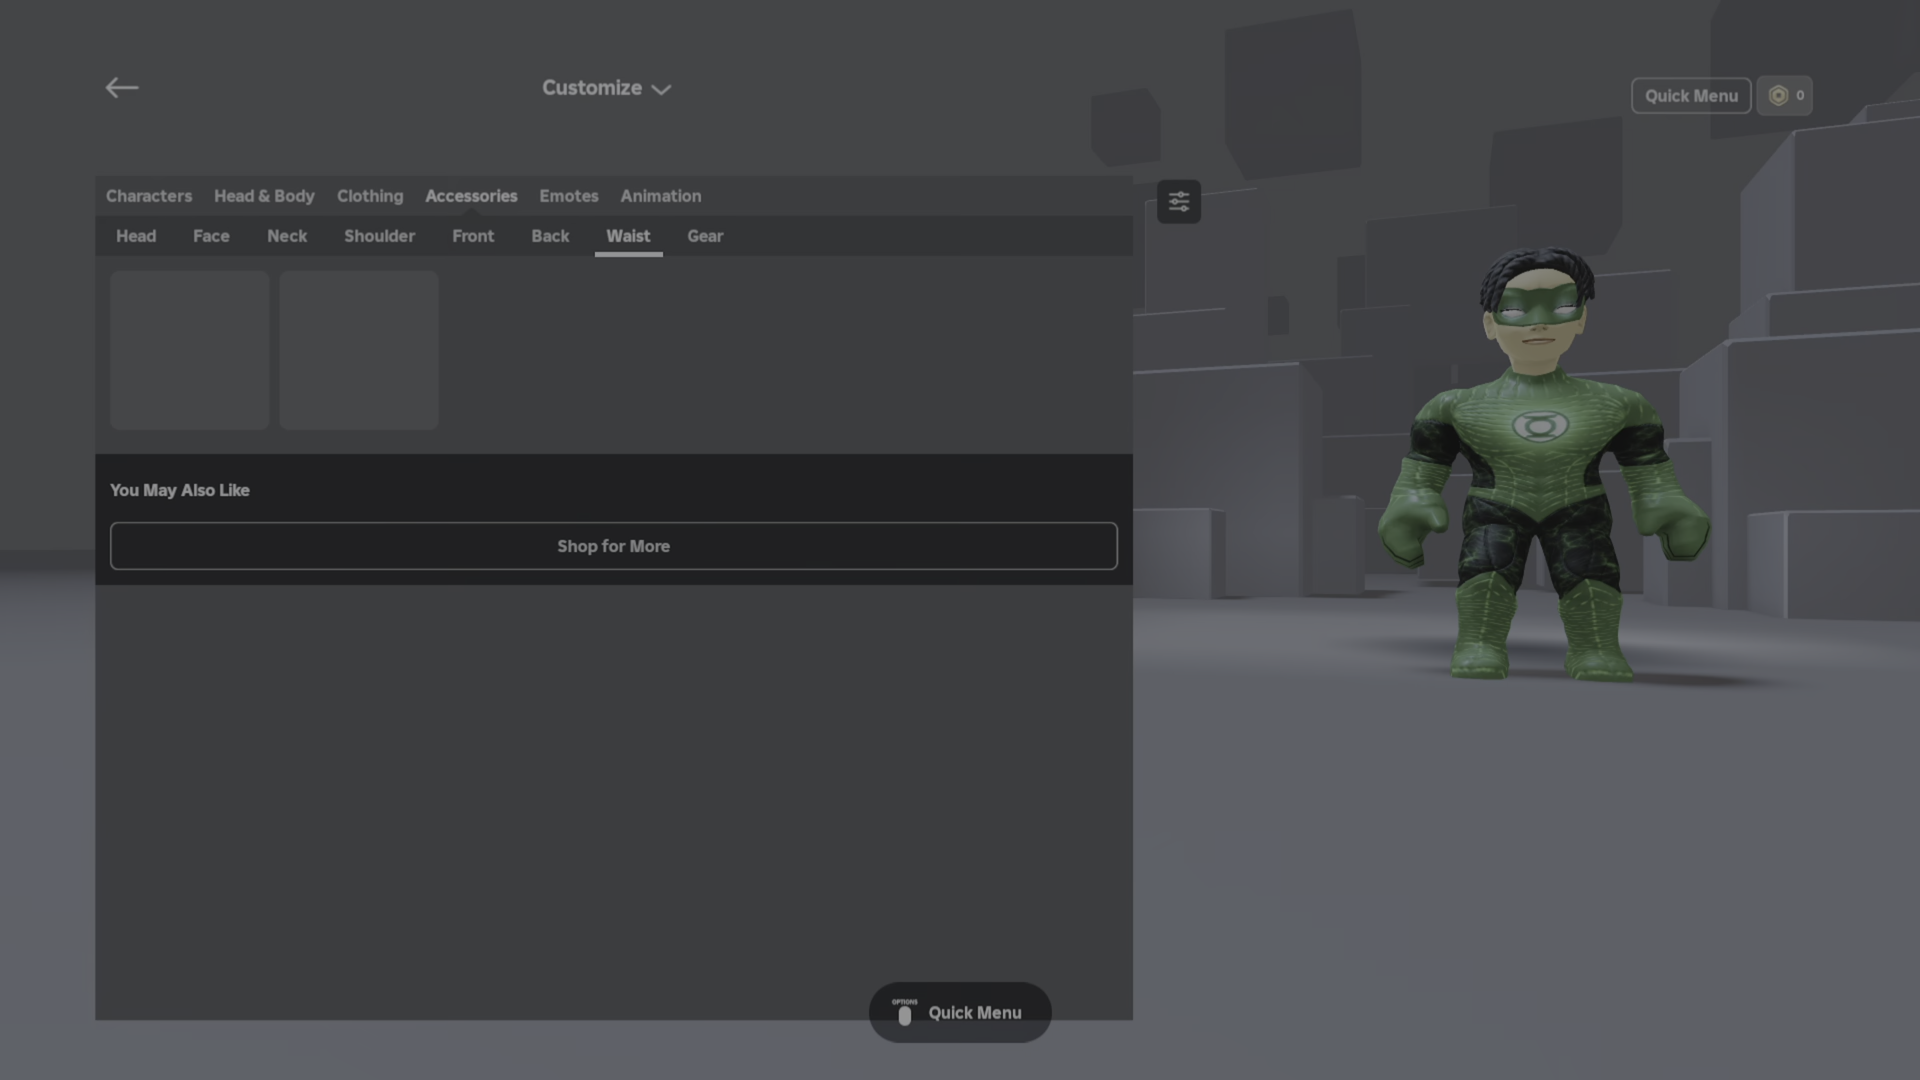 Customize
Quick Menu 0
Characters Head & Body Clothing Accessories Emotes Animation
Head Face Neck Shoulder Front Back Waist Gear
You May Also Like
Shop for More
OPTIONS
Quick Menu